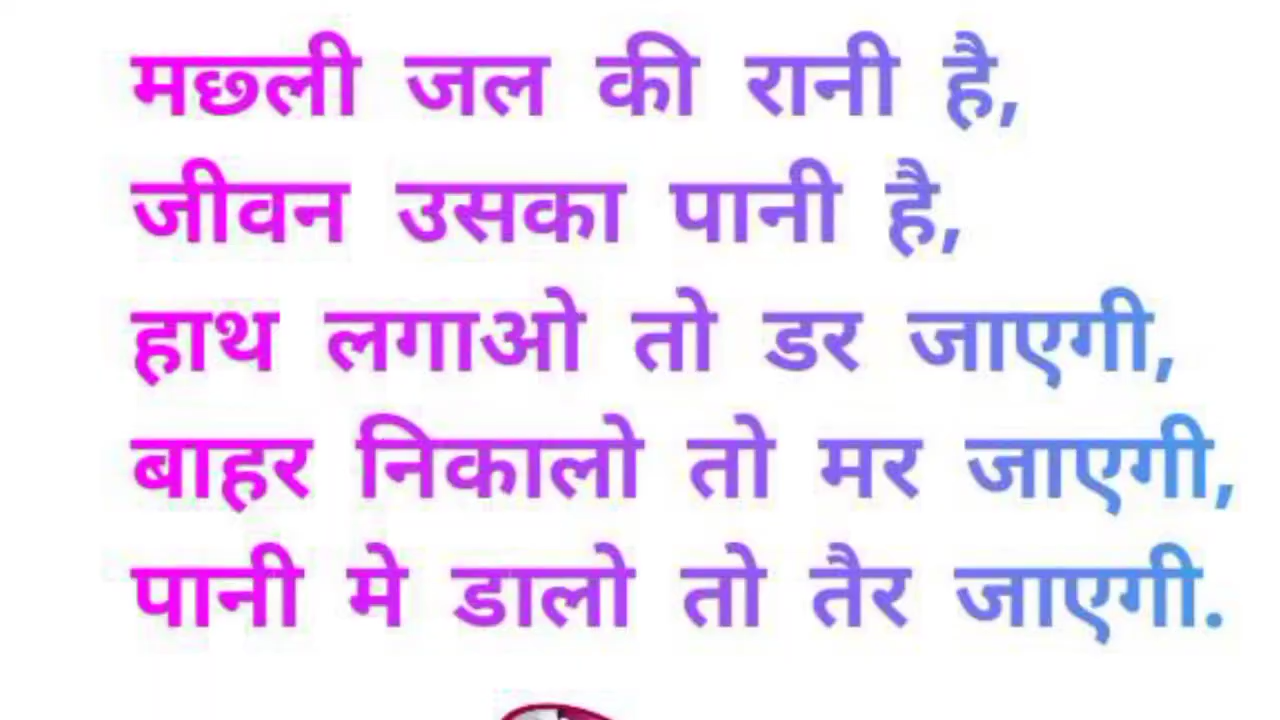 मछली जल की रानी है,
जीवन उसका पानी है,
हाथ लगाओ तो डर जाएगी,
बाहर निकालो तो मर जाएगी,
पानी मे डालो तो तैर जाएगी.